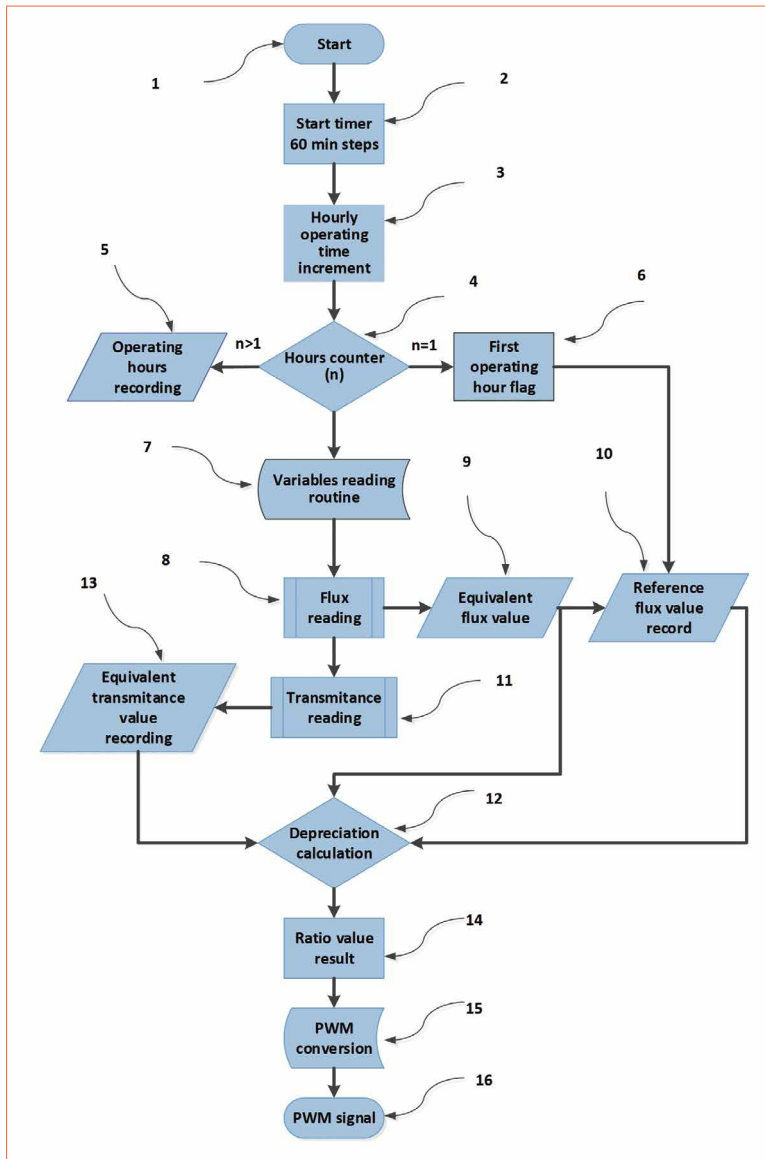 Start
1
2
Start timer
60 min steps
3
Hourly
operating
time
increment
5
4
6
Operating
hours
recording
n>1
Hours counter
(n)
n=1
First
operating
hour flag
7
Variables reading
routine
9
10
8
Flux
reading
Equivalent
flux value
Reference
flux value
record
13
Equivalent
transmitance
value
recording
Transmitance
reading
11
12
Depreciation
calculation
14
Ratio value
result
15
PWM
conversion
16
PWM signal